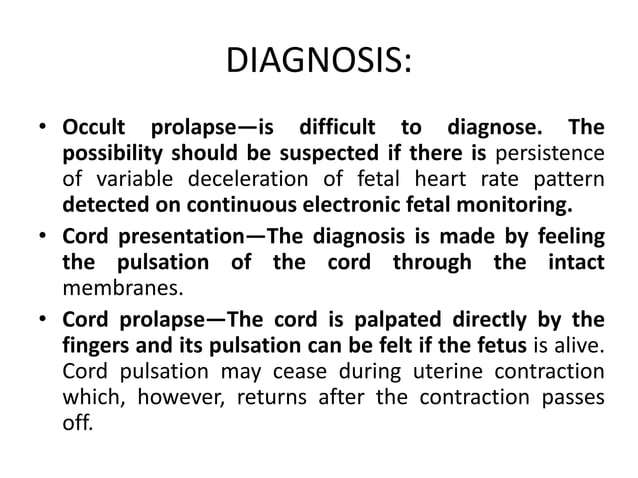 DIAGNOSIS:
• Occult prolapse—is difficult to diagnose. The
possibility should be suspected if there is persistence
of variable deceleration of fetal heart rate pattern
detected on continuous electronic fetal monitoring.
• Cord presentation—The diagnosis is made by feeling
the pulsation of the cord through the intact
membranes.
• Cord prolapse—The cord is palpated directly by the
fingers and its pulsation can be felt if the fetus is alive.
Cord pulsation may cease during uterine contraction
which, however, returns after the contraction passes
off.